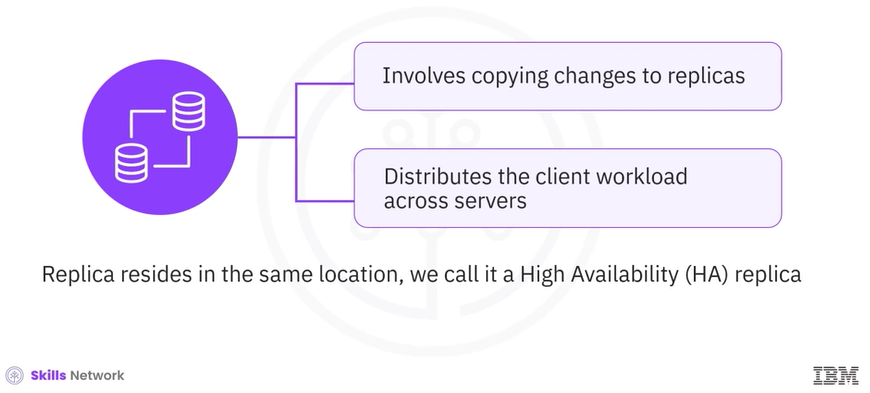 Involves copying changes to replicas
Distributes the client workload
across servers
Replica resides in the same location, we call it a High Availability (HA) replica
Skills Network
IBM